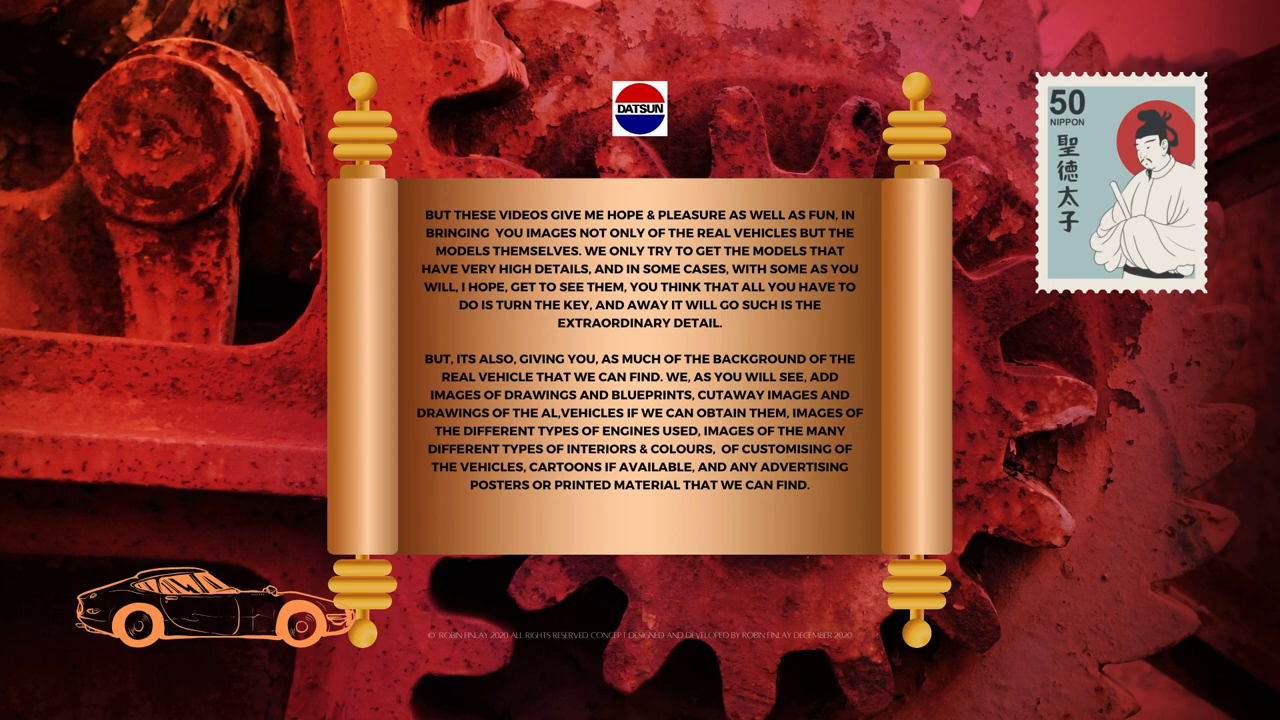 DATSUN
50
NIPPON
聖徳太子
BUT THESE VIDEOS GIVE ME HOPE & PLEASURE AS WELL AS FUN, IN
BRINGING YOU IMAGES NOT ONLY OF THE REAL VEHICLES BUT THE
MODELS THEMSELVES. WE ONLY TRY TO GET THE MODELS THAT
HAVE VERY HIGH DETAILS, AND IN SOME CASES, WITH SOME AS YOU
WILL, I HOPE, GET TO SEE THEM, YOU THINK THAT ALL YOU HAVE TO
DO IS TURN THE KEY, AND AWAY IT WILL GO SUCH IS THE
EXTRAORDINARY DETAIL.
BUT, ITS ALSO, GIVING YOU, AS MUCH OF THE BACKGROUND OF THE
REAL VEHICLE THAT WE CAN FIND. WE, AS YOU WILL SEE, ADD
IMAGES OF DRAWINGS AND BLUEPRINTS, CUTAWAY IMAGES AND
DRAWINGS OF THE AL,VEHICLES IF WE CAN OBTAIN THEM, IMAGES OF
THE DIFFERENT TYPES OF ENGINES USED, IMAGES OF THE MANY
DIFFERENT TYPES OF INTERIORS & COLOURS, OF CUSTOMISING OF
THE VEHICLES, CARTOONS IF AVAILABLE, AND ANY ADVERTISING
POSTERS OR PRINTED MATERIAL THAT WE CAN FIND.
© ROBIN FINLAY 2020 ALL RIGHTS RESERVED CONCEPT DESIGNED AND DEVELOPED BY ROBIN FINLAY DECEMBER 2020